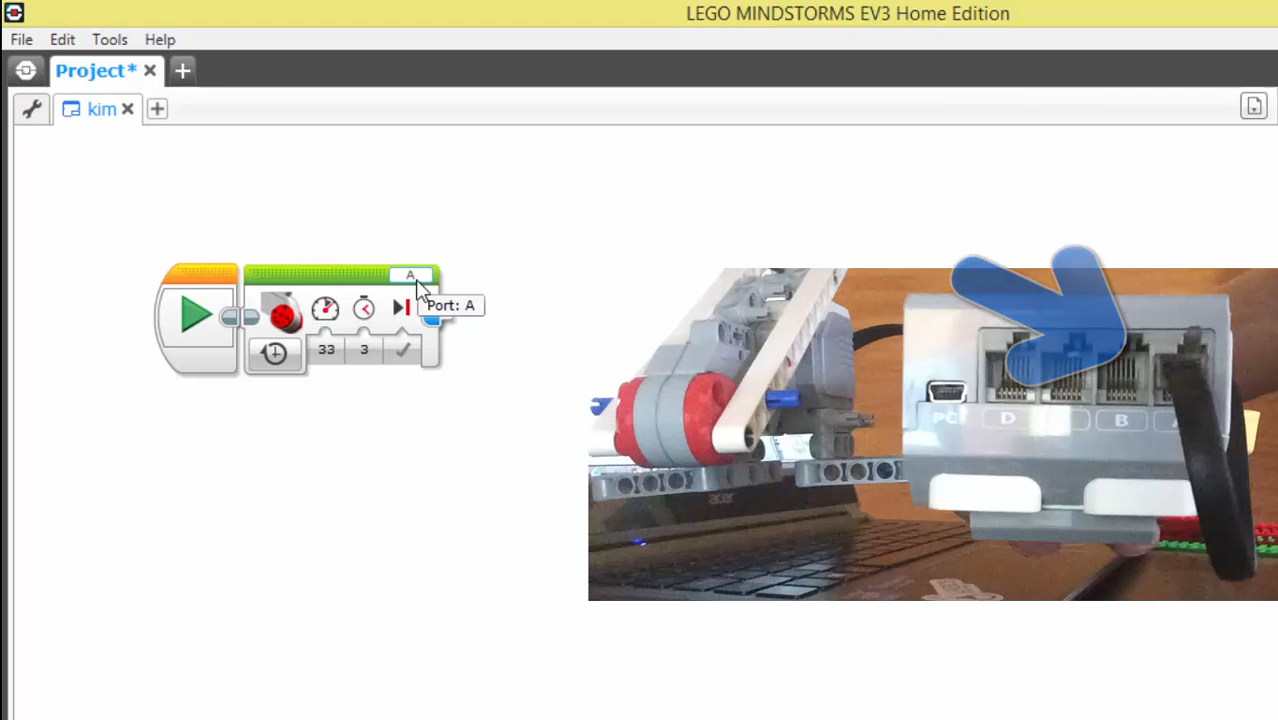 LEGO MINDSTORMS EV3 Home Edition
File Edit Tools Help
Project*
kim
A
Port: A
33 3
PC D B
acer